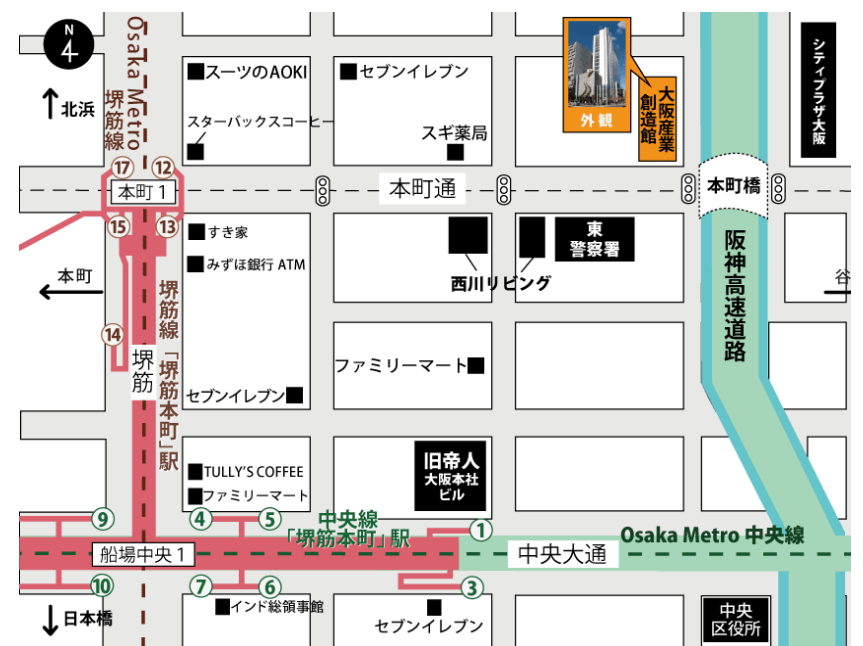 N
4
北浜
Osaka Metro
堺筋線
スーツのAOKI
セブンイレブン
スターバックスコーヒー
スギ薬局
外観
大阪産業
創造館
シティプラザ大阪
17
12
本町1
本町通
本町橋
15
13
すき家
みずほ銀行 ATM
西川リビング
東
警察署
阪神高速道路
本町
谷
14
堺筋
堺筋線「堺筋本町」駅
ファミリーマート
セブンイレブン
TULLY'S COFFEE
ファミリーマート
旧帝人
大阪本社
ビル
9
4
5
中央線
「堺筋本町」駅
1
Osaka Metro 中央線
船場中央1
中央大通
10
7
6
3
日本橋
インド総領事館
セブンイレブン
中央
区役所